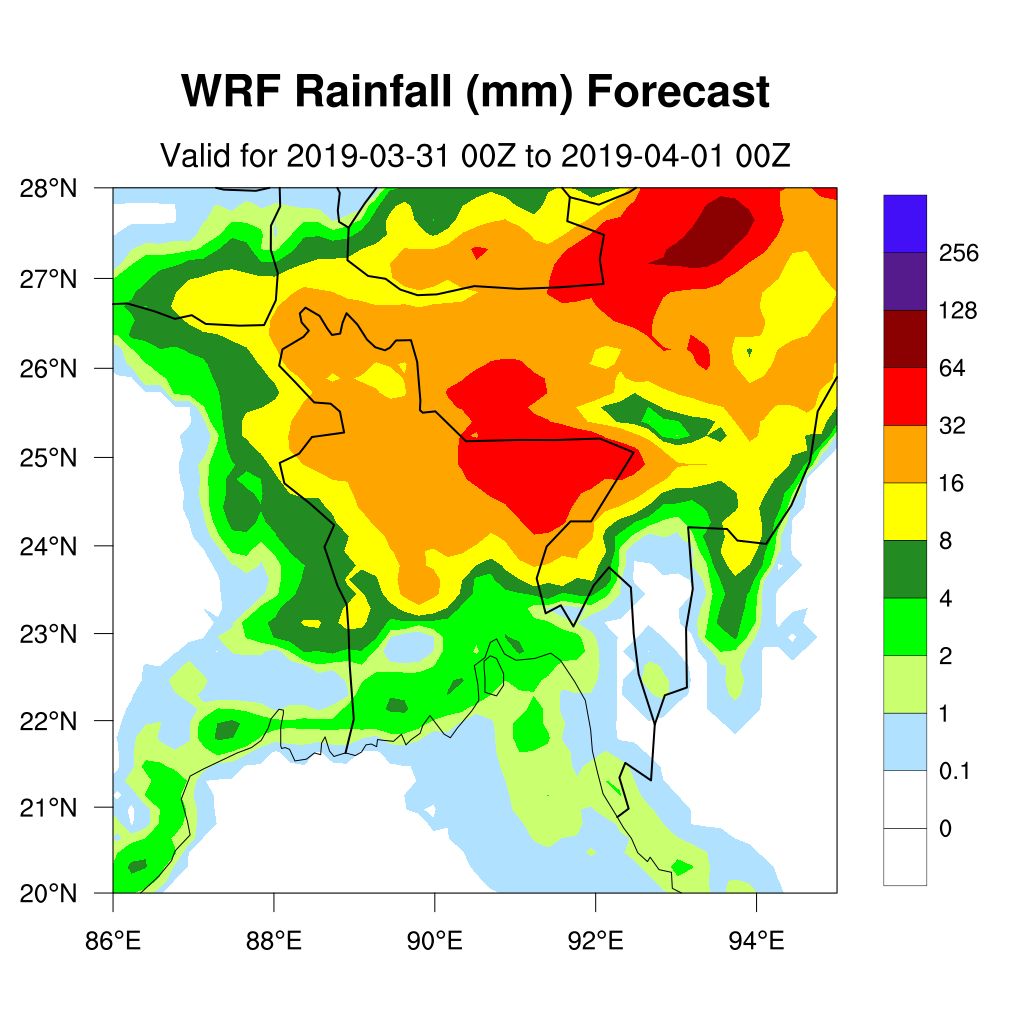 WRF Rainfall (mm) Forecast
Valid for 2019-03-31 00Z to 2019-04-01 00Z
28°N
27°N
26°N
25°N
24°N
23°N
22°N
21°N
20°N
86°E
88°E
90°E
92°E
94°E
256
128
64
32
16
8
4
2
1
0.1
0